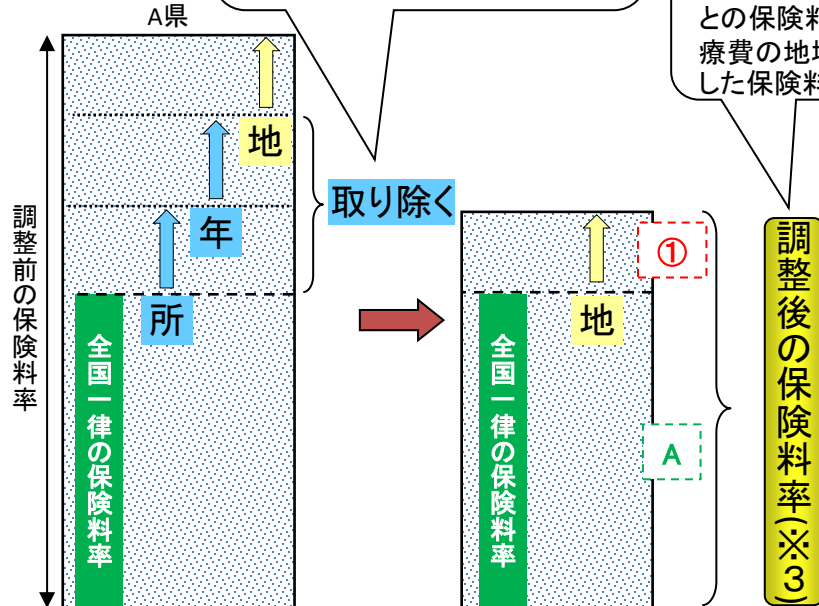 A県
との保険料
療費の地域
した保険料
調整前の保険料率
地
年
所
取り除く
全国一律の保険料率
①
地
A
全国一律の保険料率
調整後の保険料率(※3)